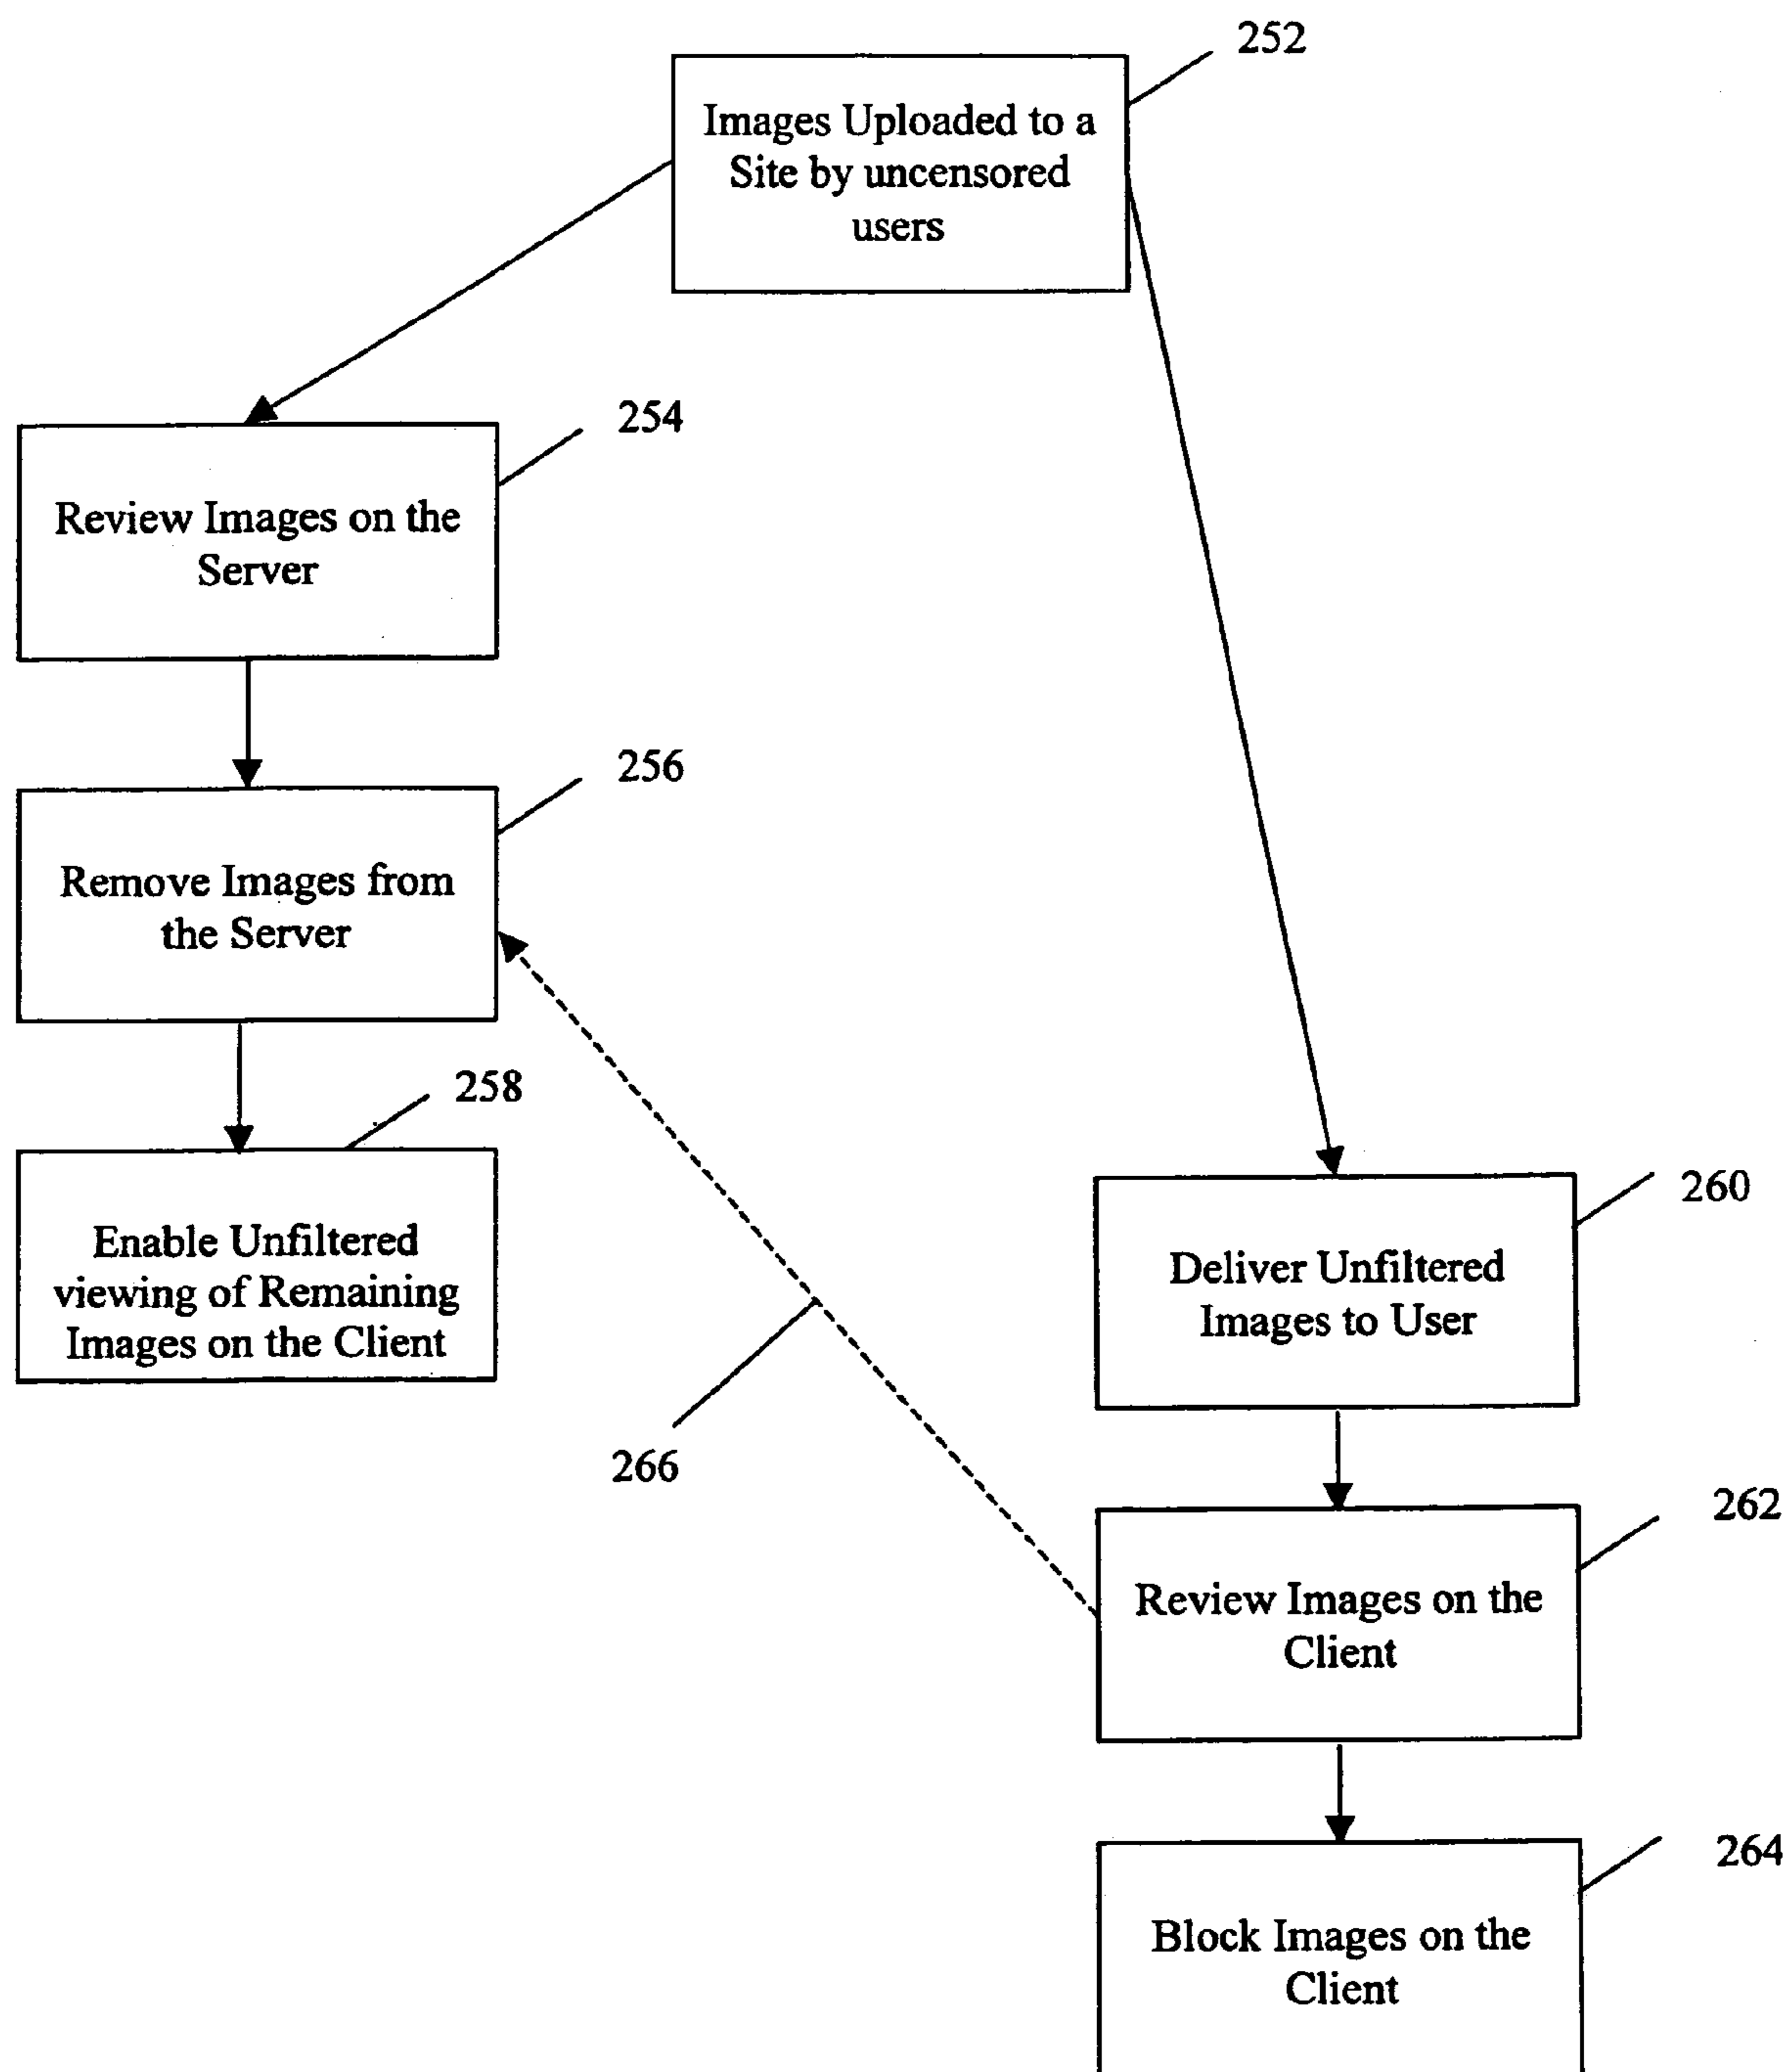 252
Images Uploaded to a
Site by uncensored
users
254
Review Images on the
Server
256
Remove Images from
the Server
258
Enable Unfiltered
viewing of Remaining
Images on the Client
260
Deliver Unfiltered
Images to User
266
262
Review Images on the
Client
264
Block Images on the
Client